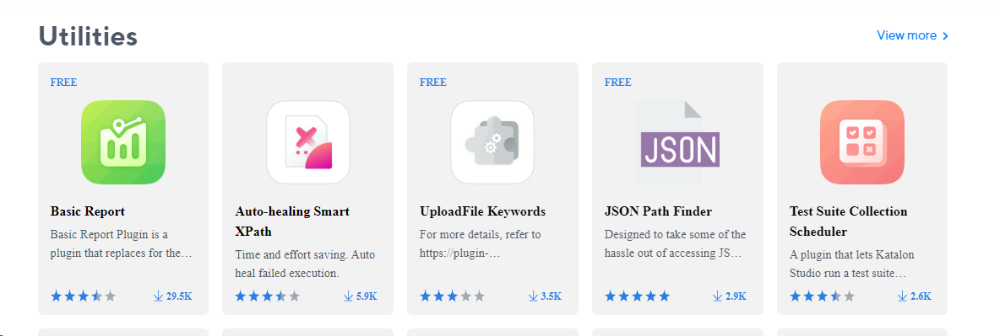 Utilities
View more
FREE
Basic Report
Basic Report Plugin is a
plugin that replaces for the…
29.5K
Auto-healing Smart
XPath
Time and effort saving. Auto
heal failed execution.
5.9K
FREE
UploadFile Keywords
For more details, refer to
https://plugin-…
3.5K
FREE
JSON
JSON Path Finder
Designed to take some of the
hassle out of accessing JS…
2.9K
Test Suite Collection
Scheduler
A plugin that lets Katalon
Studio run a test suite…
2.6K